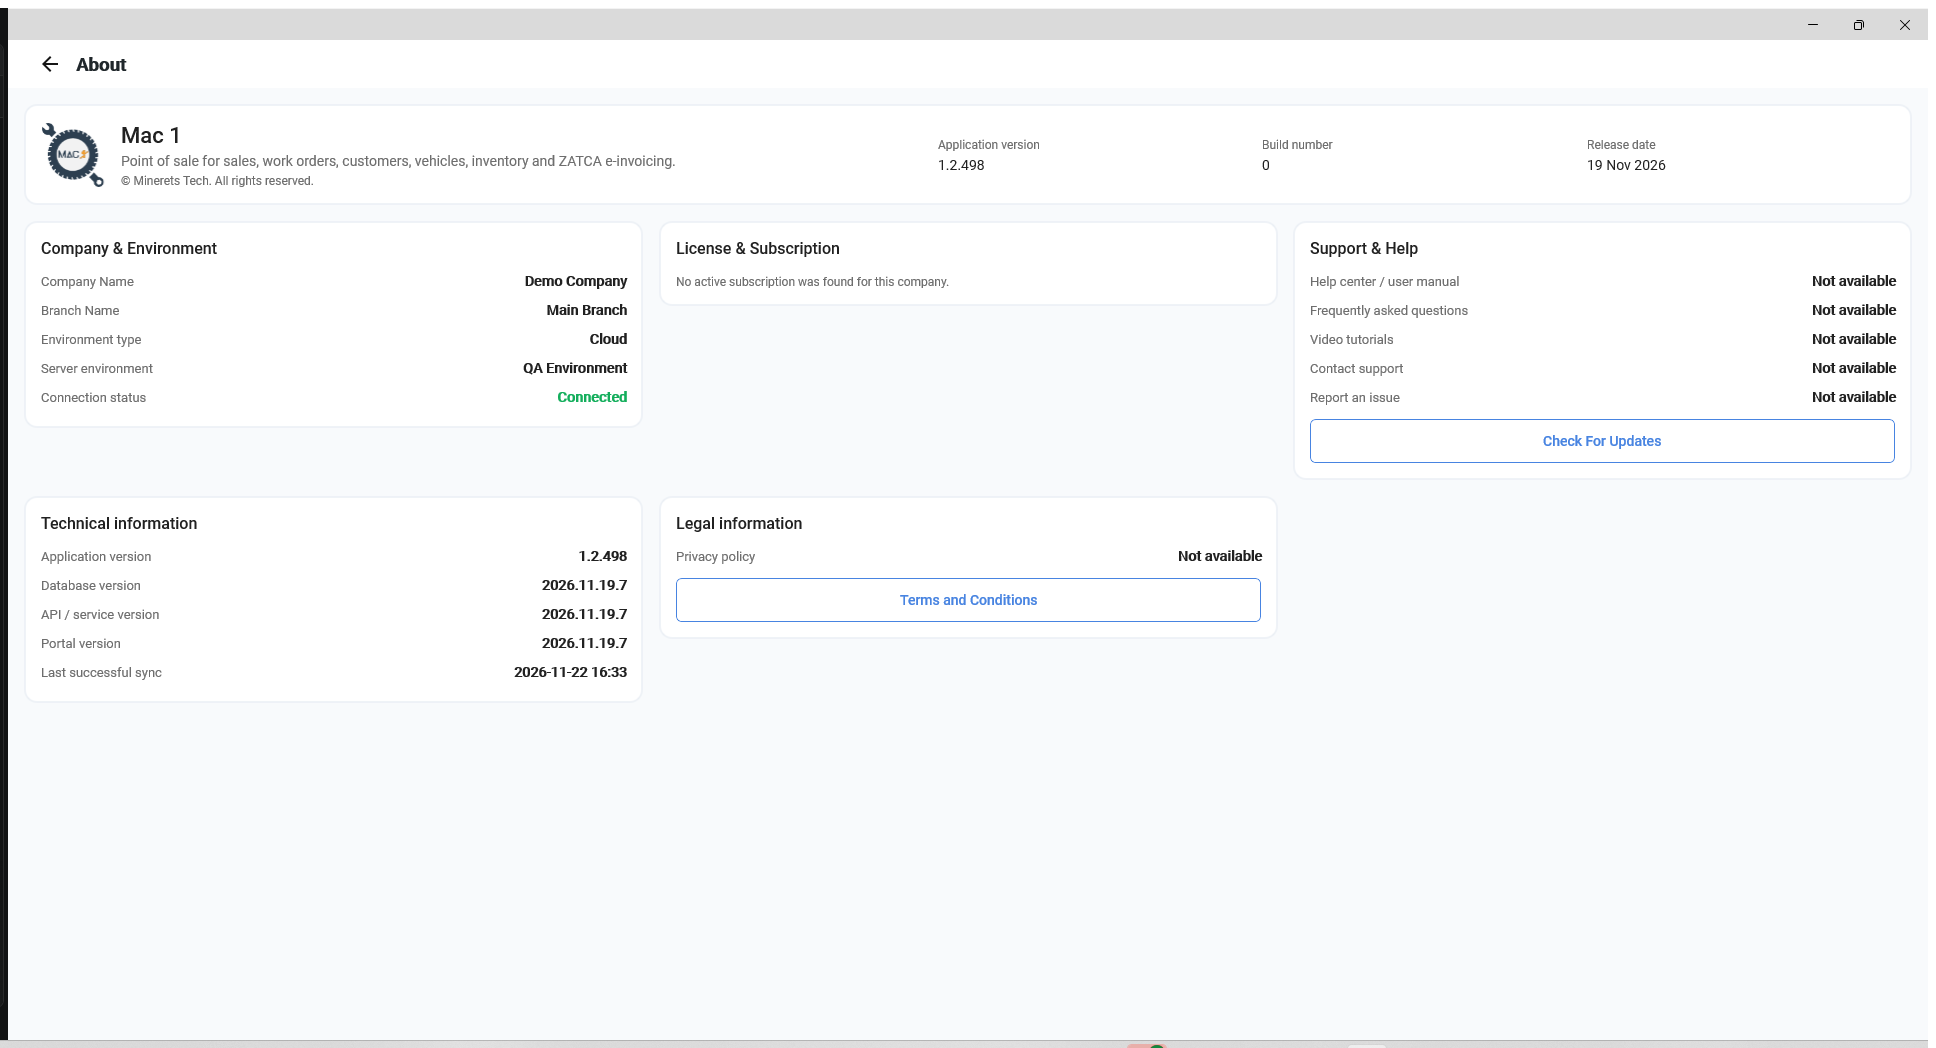 About
MAC
Mac 1
Point of sale for sales, work orders, customers, vehicles, inventory and ZATCA e-invoicing.
© Minerets Tech. All rights reserved.
Application version
1.2.498
Build number
0
Release date
19 Nov 2026
Company & Environment
Company Name Demo Company
Branch Name Main Branch
Environment type Cloud
Server environment QA Environment
Connection status Connected
License & Subscription
No active subscription was found for this company.
Support & Help
Help center / user manual Not available
Frequently asked questions Not available
Video tutorials Not available
Contact support Not available
Report an issue Not available
Check For Updates
Technical information
Application version 1.2.498
Database version 2026.11.19.7
API / service version 2026.11.19.7
Portal version 2026.11.19.7
Last successful sync 2026-11-22 16:33
Legal information
Privacy policy Not available
Terms and Conditions